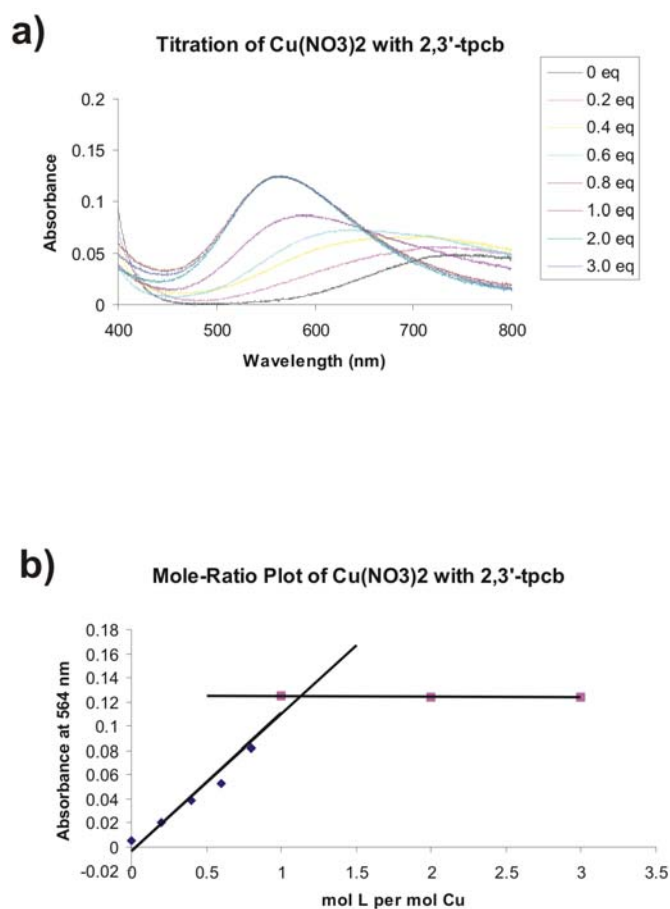 a)
Titration of Cu(NO3)2 with 2,3'-tpcb
0.2
0.15
0.1
0.05
0
Absorbance
400 500 600 700 800
Wavelength (nm)
0 eq
0.2 eq
0.4 eq
0.6 eq
0.8 eq
1.0 eq
2.0 eq
3.0 eq
b)
Mole-Ratio Plot of Cu(NO3)2 with 2,3'-tpcb
0.18
0.16
0.14
0.12
0.1
0.08
0.06
0.04
0.02
0
-0.02
Absorbance at 564 nm
0 0.5 1 1.5 2 2.5 3 3.5
mol L per mol Cu